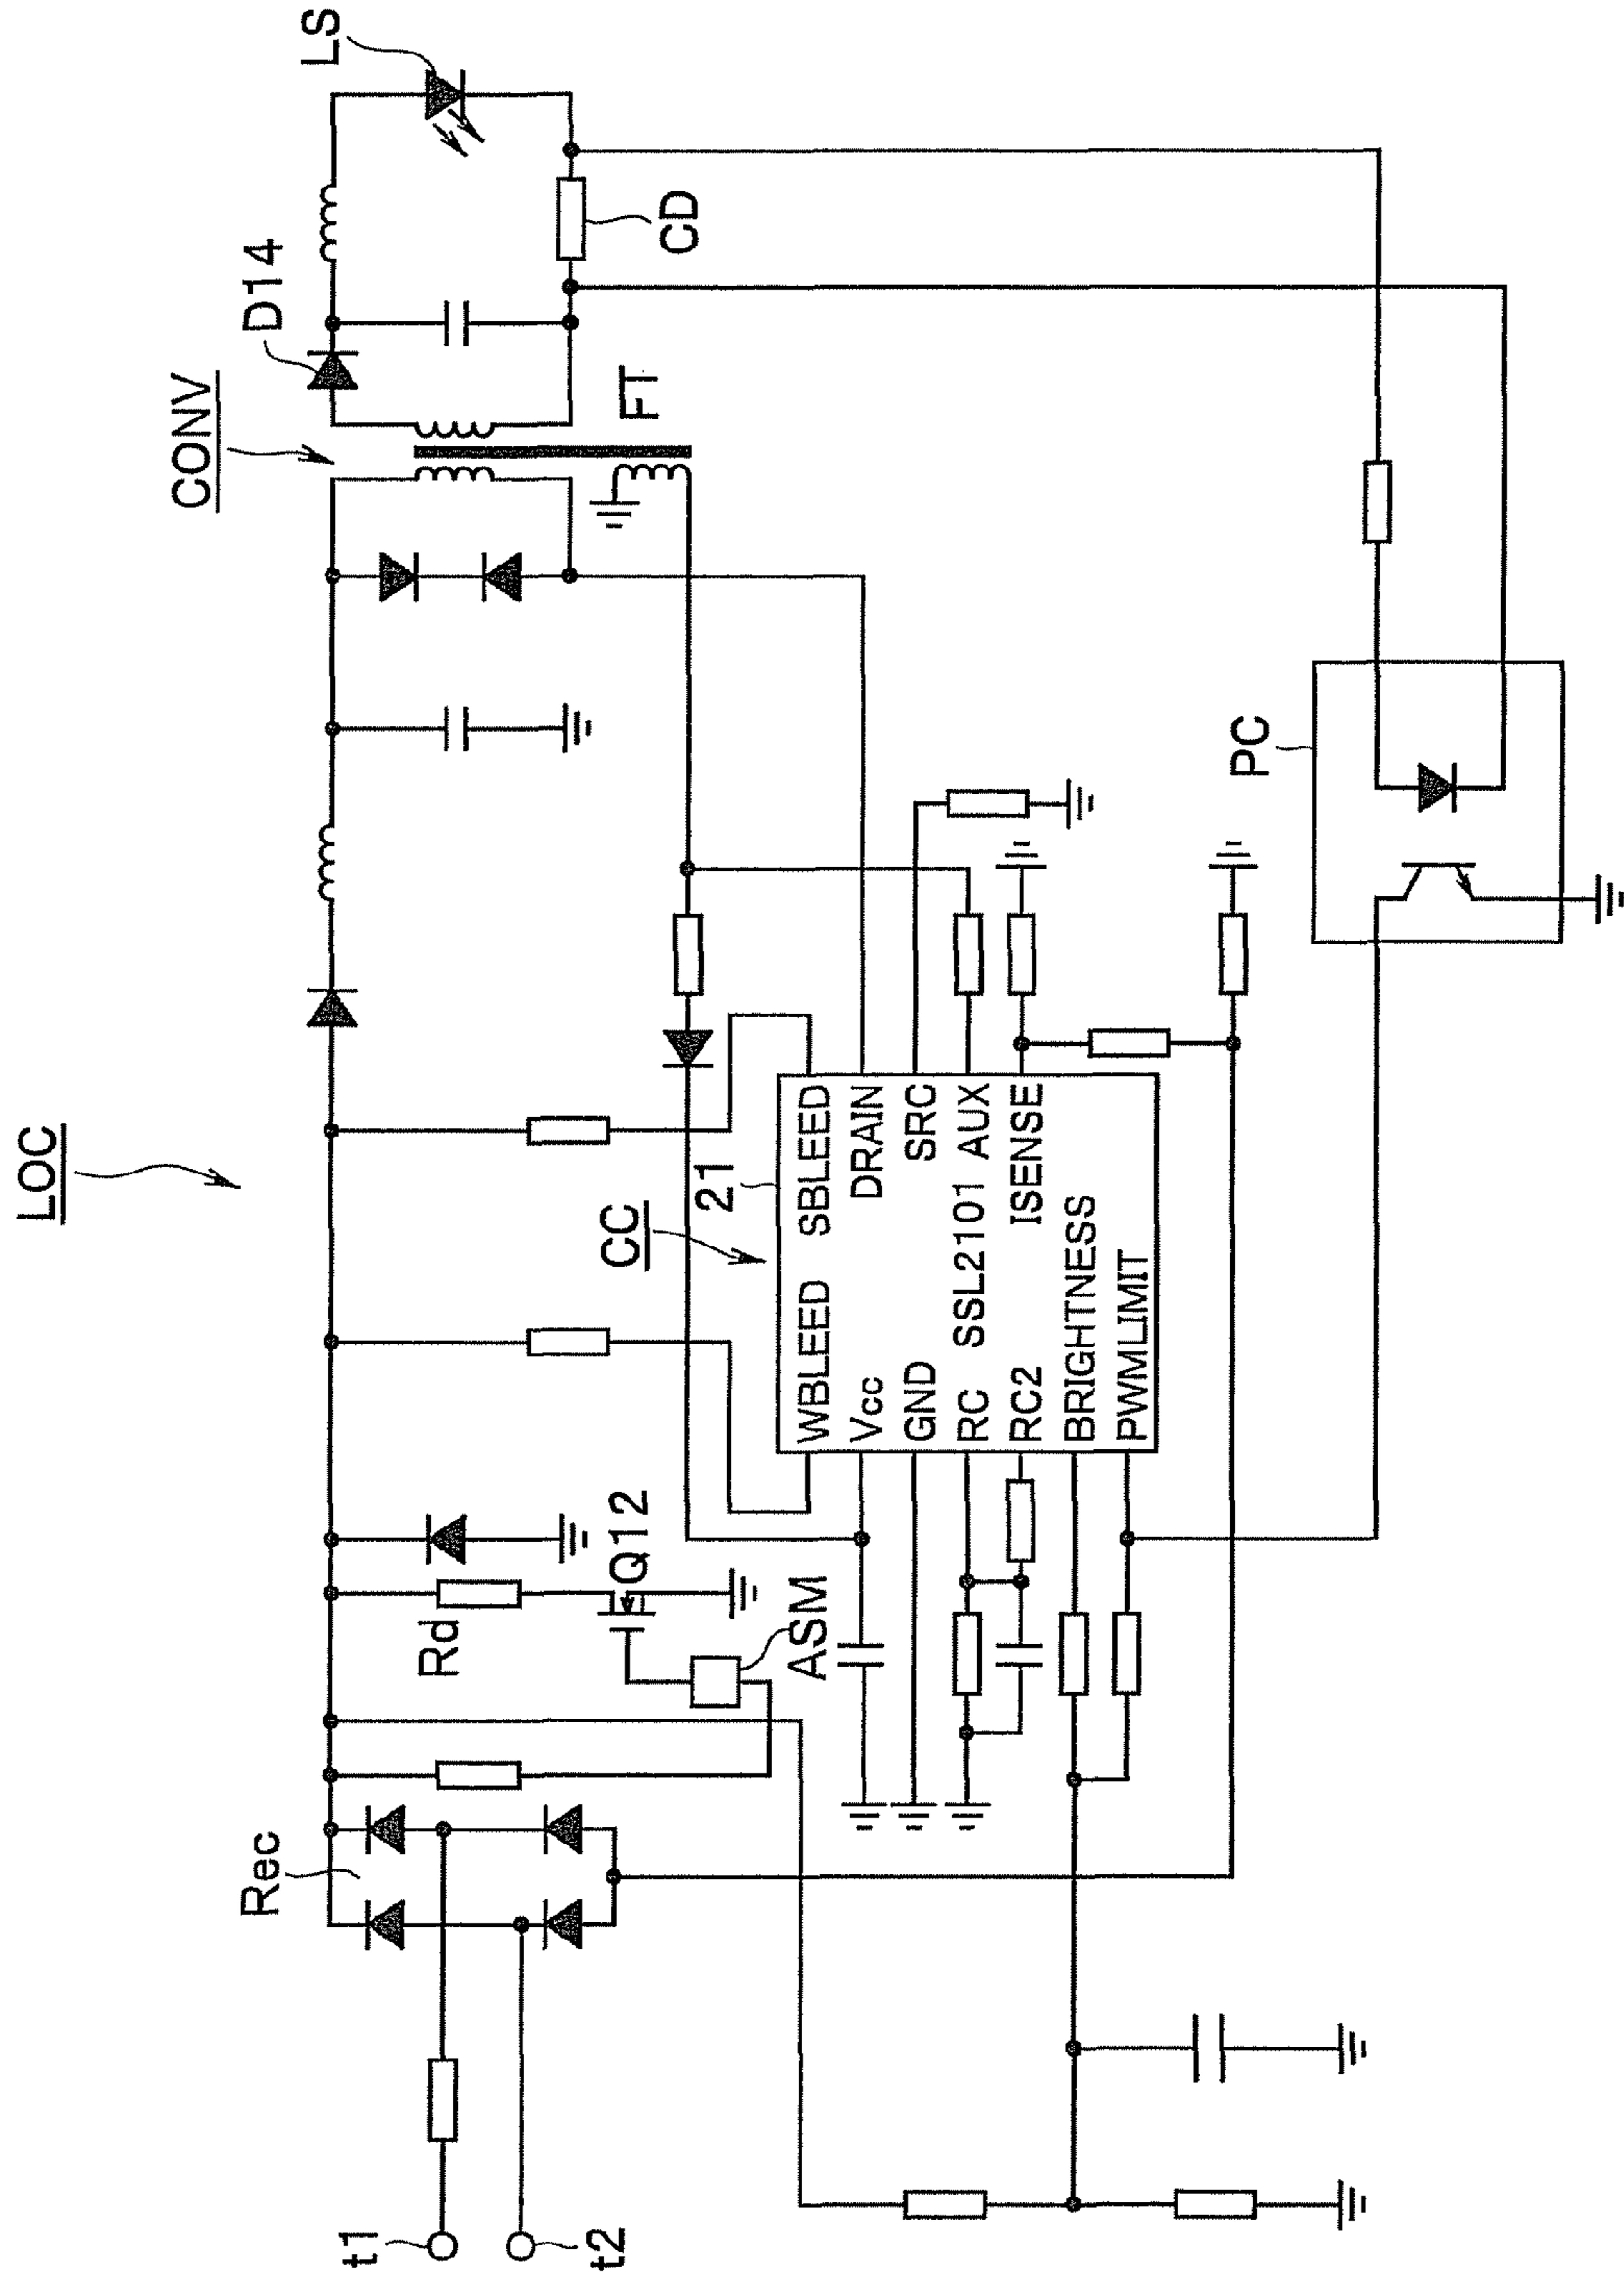 LOC
CONV
LS
D14
CD
FT
Rec
Rd
Q12
ASM
CC
21
WBLEED SBLEED
Vcc DRAIN
GND SRC
RC SSL2101 AUX
RC2 ISENSE
BRIGHTNESS
PWMLIMIT
PC
t1
t2